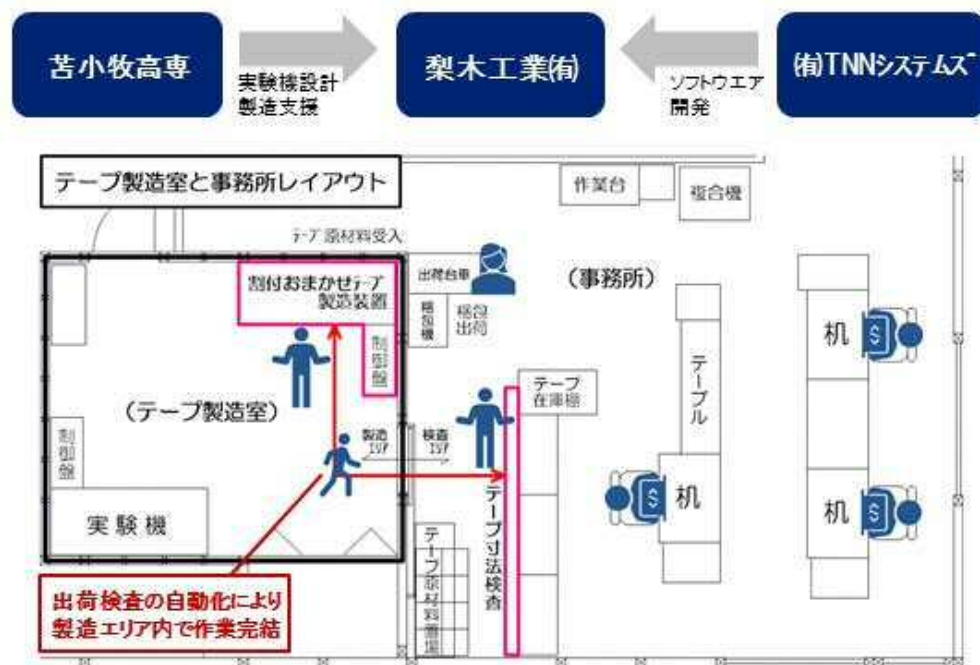 苫小牧高専
実験機設計
製造支援
梨木工業(有)
ソフトウエア
開発
(有)TNNシステムズ
テープ製造室と事務所レイアウト
作業台
複合機
テープ原材料受入
割付おまかせテープ
製造装置
制御盤
出荷台車
梱包機
梱包
出荷
(事務所)
机
テーブル
テープ
在庫棚
(テープ製造室)
製造
エリア
検査
エリア
制御盤
実験機
テープ寸法検査
テープ原材料置場
机
机
出荷検査の自動化により
製造エリア内で作業完結